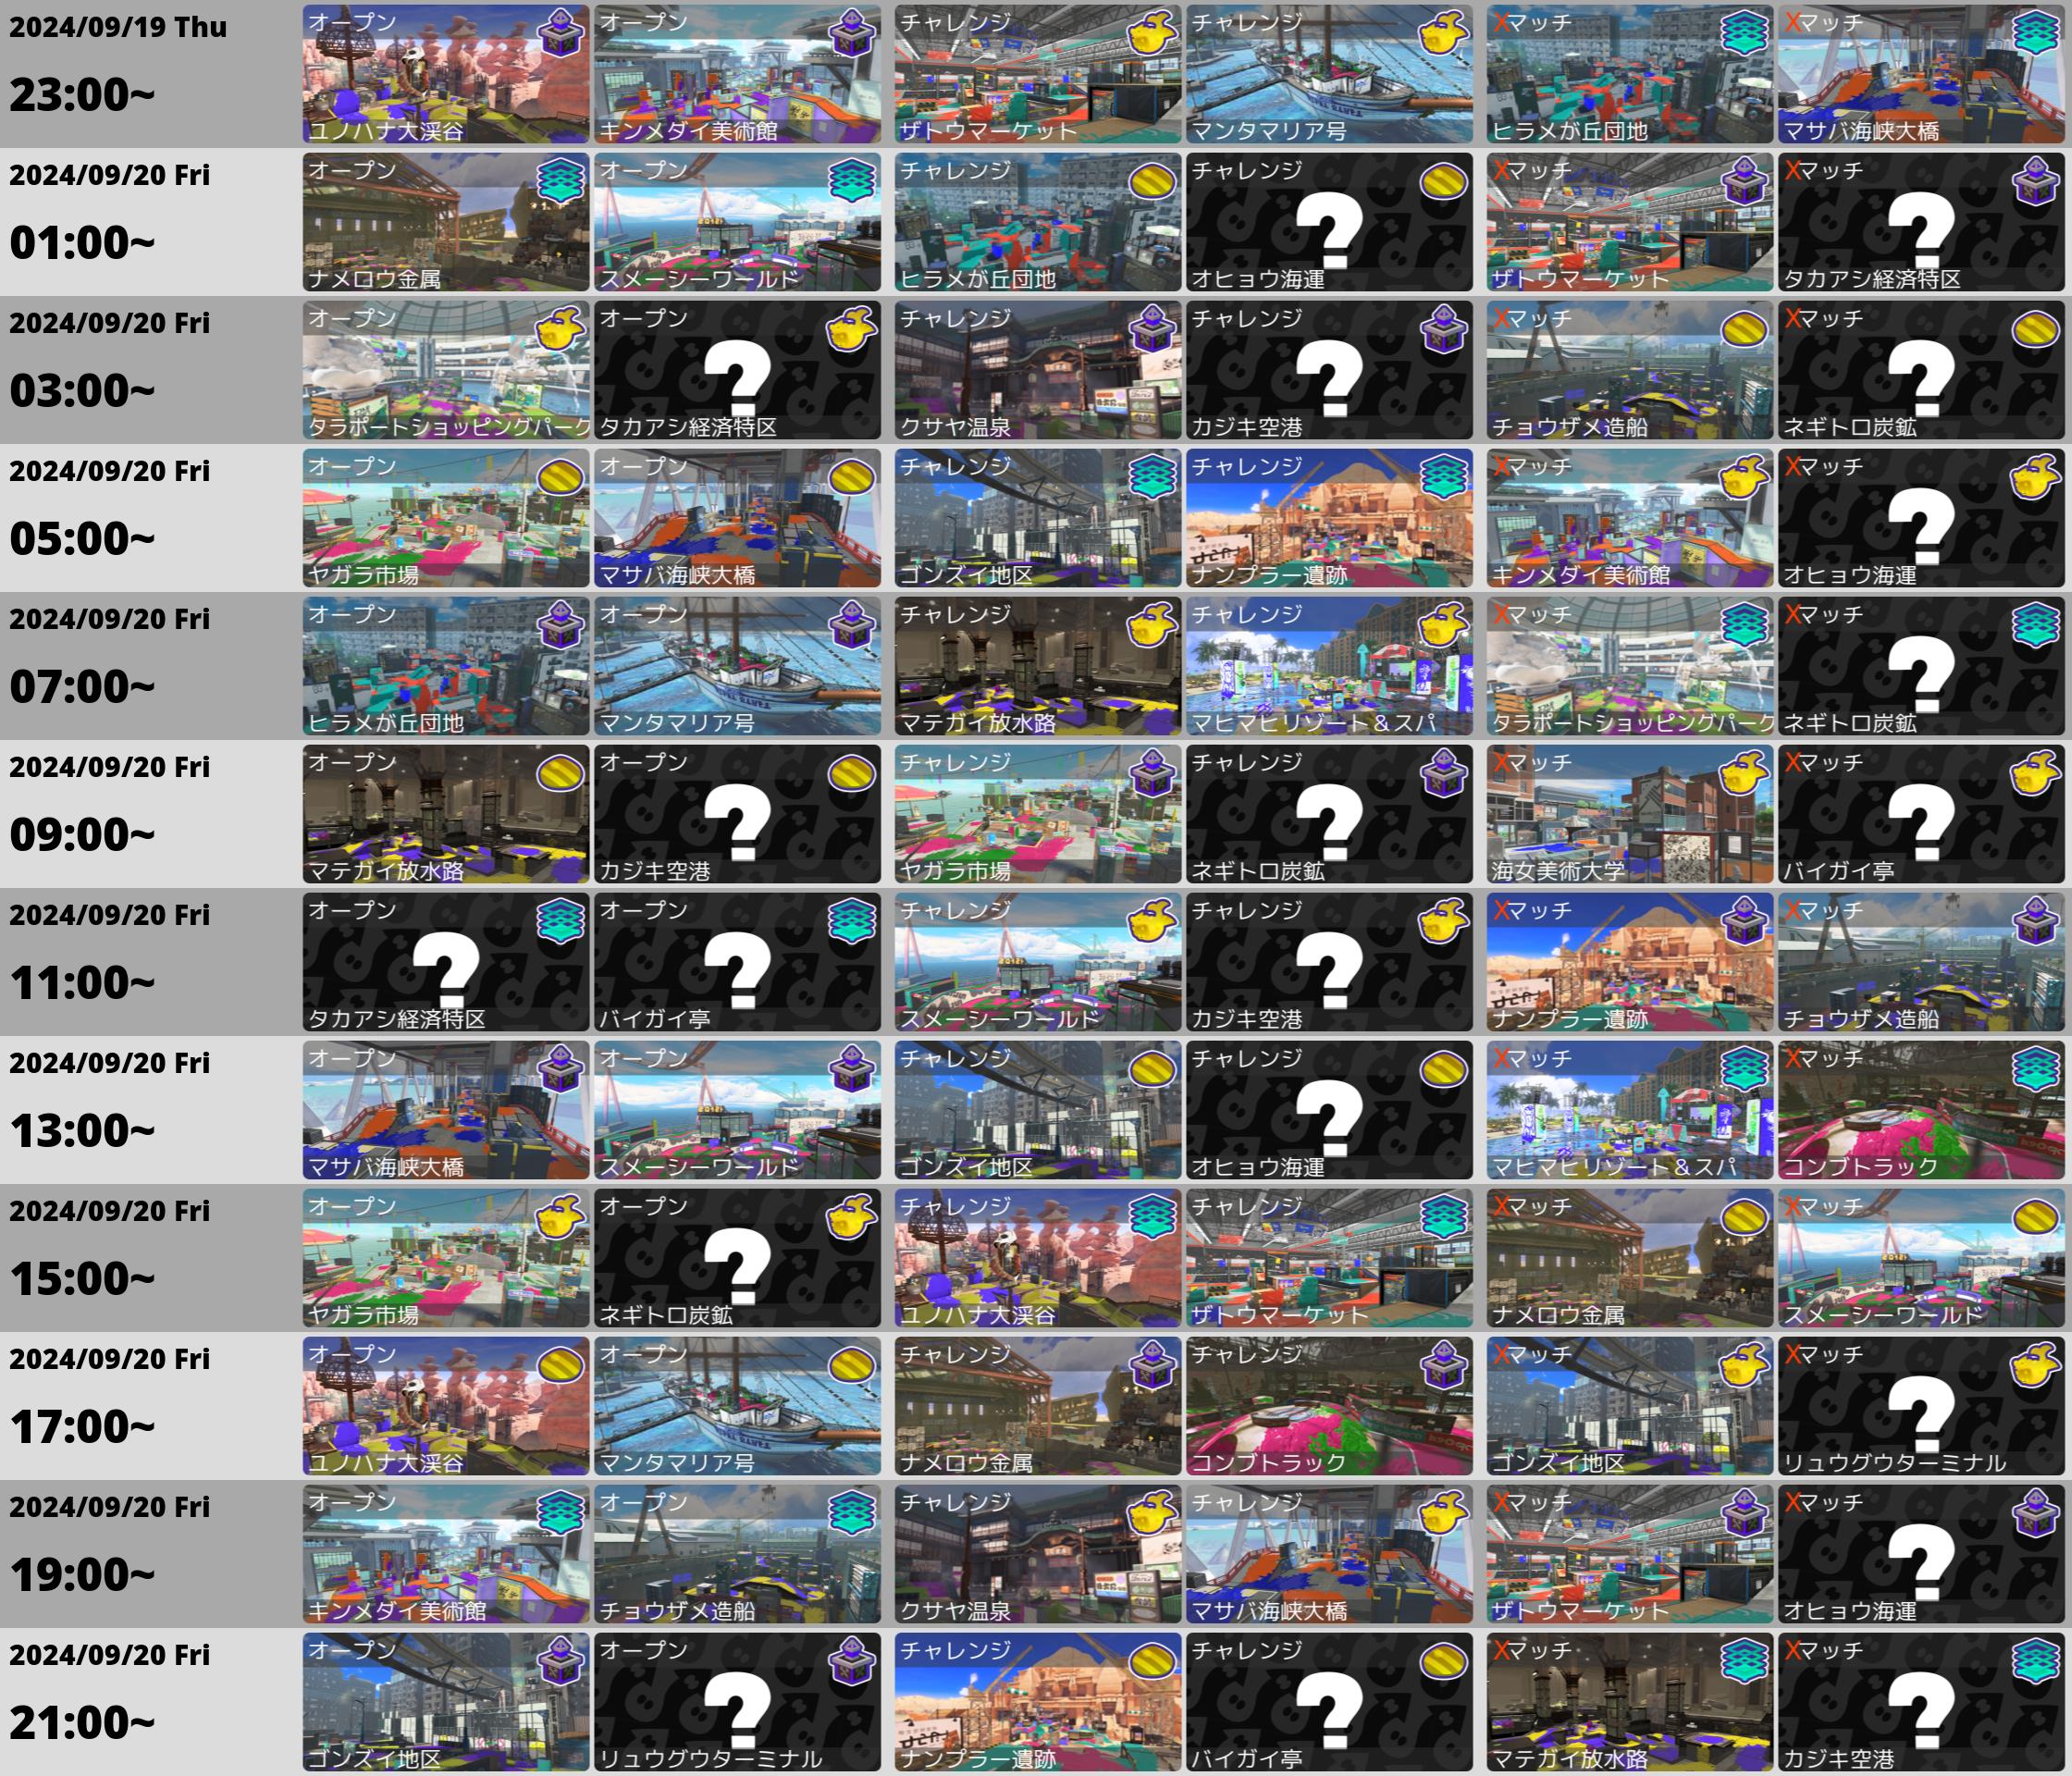 2024/09/19 Thu
23:00~
オープン
ユノハナ大渓谷
オープン
キンメダイ美術館
チャレンジ
ザトウマーケット
チャレンジ
マンタマリア号
Xマッチ
ヒラメが丘団地
Xマッチ
マサバ海峡大橋
2024/09/20 Fri
01:00~
オープン
ナメロウ金属
オープン
スメーシーワールド
チャレンジ
ヒラメが丘団地
チャレンジ
?
オヒョウ海運
Xマッチ
ザトウマーケット
Xマッチ
?
タカアシ経済特区
2024/09/20 Fri
03:00~
オープン
タラポートショッピングパーク
オープン
?
タカアシ経済特区
チャレンジ
クサヤ温泉
チャレンジ
?
カジキ空港
Xマッチ
チョウザメ造船
Xマッチ
?
ネギトロ炭鉱
2024/09/20 Fri
05:00~
オープン
ヤガラ市場
オープン
マサバ海峡大橋
チャレンジ
ゴンズイ地区
チャレンジ
ナンプラー遺跡
Xマッチ
キンメダイ美術館
Xマッチ
?
オヒョウ海運
2024/09/20 Fri
07:00~
オープン
ヒラメが丘団地
オープン
マンタマリア号
チャレンジ
マテガイ放水路
チャレンジ
マヒマヒリゾート&スパ
Xマッチ
タラポートショッピングパーク
Xマッチ
?
ネギトロ炭鉱
2024/09/20 Fri
09:00~
オープン
マテガイ放水路
オープン
?
カジキ空港
チャレンジ
ヤガラ市場
チャレンジ
?
ネギトロ炭鉱
Xマッチ
海女美術大学
Xマッチ
?
バイガイ亭
2024/09/20 Fri
11:00~
オープン
?
タカアシ経済特区
オープン
?
バイガイ亭
チャレンジ
スメーシーワールド
チャレンジ
?
カジキ空港
Xマッチ
ナンプラー遺跡
Xマッチ
チョウザメ造船
2024/09/20 Fri
13:00~
オープン
マサバ海峡大橋
オープン
スメーシーワールド
チャレンジ
ゴンズイ地区
チャレンジ
?
オヒョウ海運
Xマッチ
マヒマヒリゾート&スパ
Xマッチ
コンブトラック
2024/09/20 Fri
15:00~
オープン
ヤガラ市場
オープン
?
ネギトロ炭鉱
チャレンジ
ユノハナ大渓谷
チャレンジ
ザトウマーケット
Xマッチ
ナメロウ金属
Xマッチ
スメーシーワールド
2024/09/20 Fri
17:00~
オープン
ユノハナ大渓谷
オープン
マンタマリア号
チャレンジ
ナメロウ金属
チャレンジ
コンブトラック
Xマッチ
ゴンズイ地区
Xマッチ
?
リュウグウターミナル
2024/09/20 Fri
19:00~
オープン
キンメダイ美術館
オープン
チョウザメ造船
チャレンジ
クサヤ温泉
チャレンジ
マサバ海峡大橋
Xマッチ
ザトウマーケット
Xマッチ
?
オヒョウ海運
2024/09/20 Fri
21:00~
オープン
ゴンズイ地区
オープン
?
リュウグウターミナル
チャレンジ
ナンプラー遺跡
チャレンジ
?
バイガイ亭
Xマッチ
マテガイ放水路
Xマッチ
?
カジキ空港